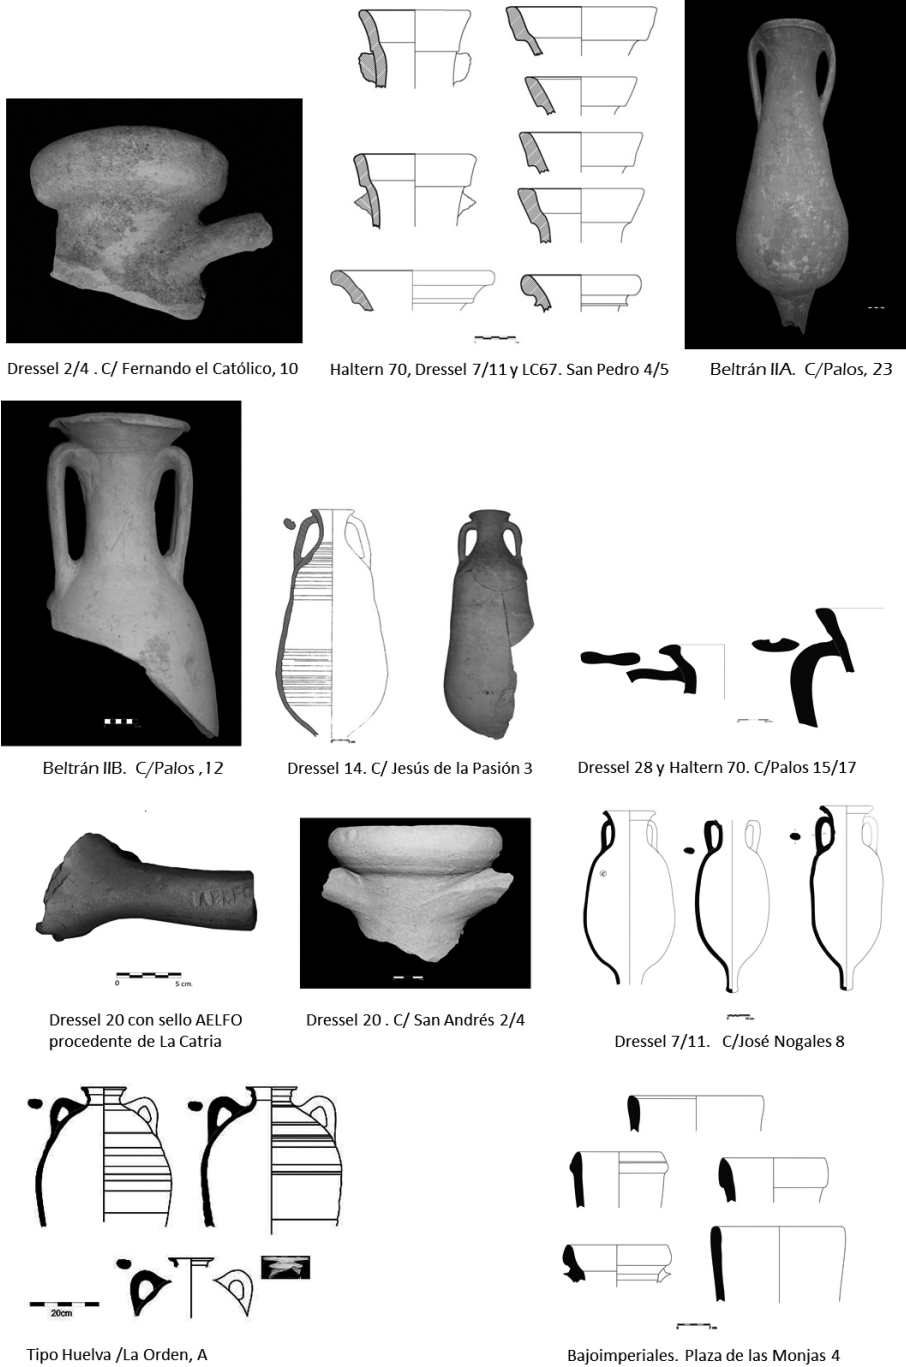 Dressel 2/4 . C/ Fernando el Católico, 10
Haltern 70, Dressel 7/11 y LC67. San Pedro 4/5
Beltrán IIA. C/Palos, 23
Beltrán IIB. C/Palos ,12
Dressel 14. C/ Jesús de la Pasión 3
Dressel 28 y Haltern 70. C/Palos 15/17
0 5 cm.
Dressel 20 con sello AELFO
procedente de La Catria
Dressel 20 . C/ San Andrés 2/4
Dressel 7/11. C/José Nogales 8
20cm
Tipo Huelva /La Orden, A
Bajoimperiales. Plaza de las Monjas 4